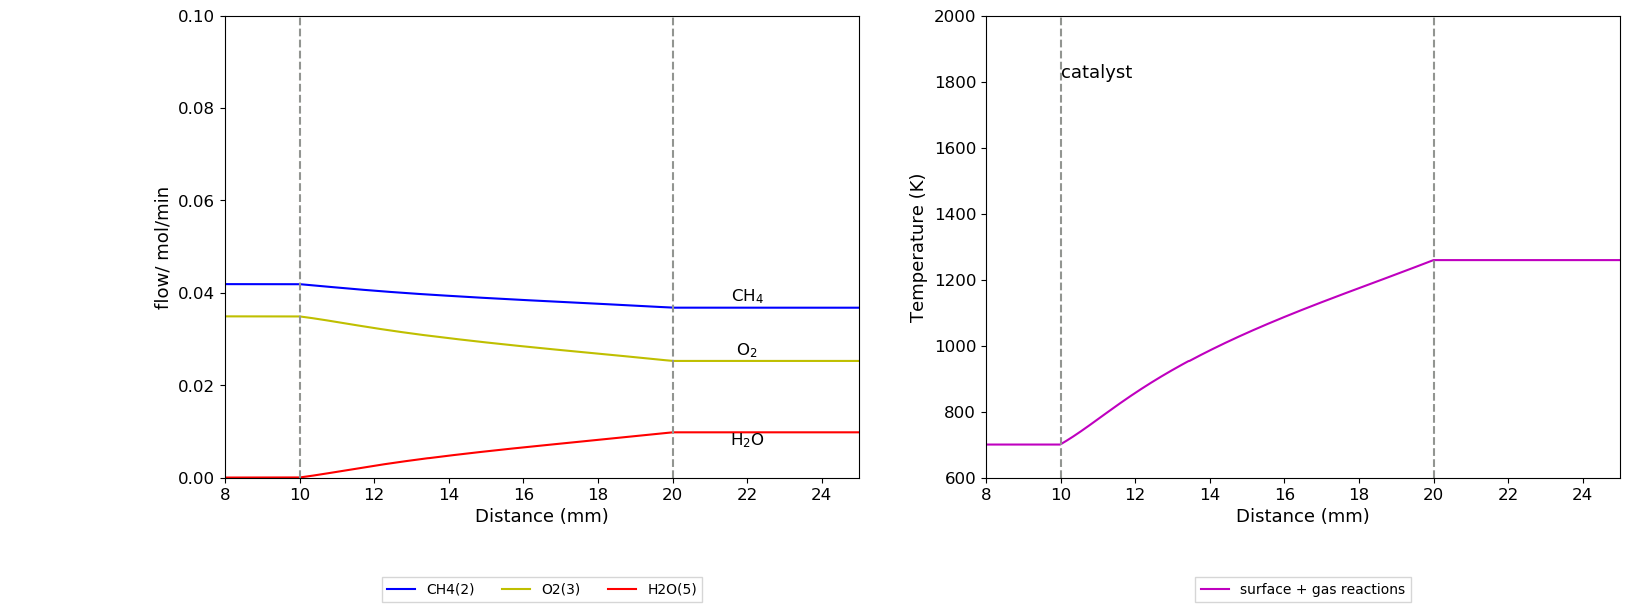 0.10
0.08
0.06
0.04
0.02
0.00
flow/ mol/min
CH₄
O₂
H₂O
8 10 12 14 16 18 20 22 24
Distance (mm)
CH4(2) O2(3) H2O(5)
2000
1800
1600
1400
1200
1000
800
600
Temperature (K)
catalyst
8 10 12 14 16 18 20 22 24
Distance (mm)
surface + gas reactions